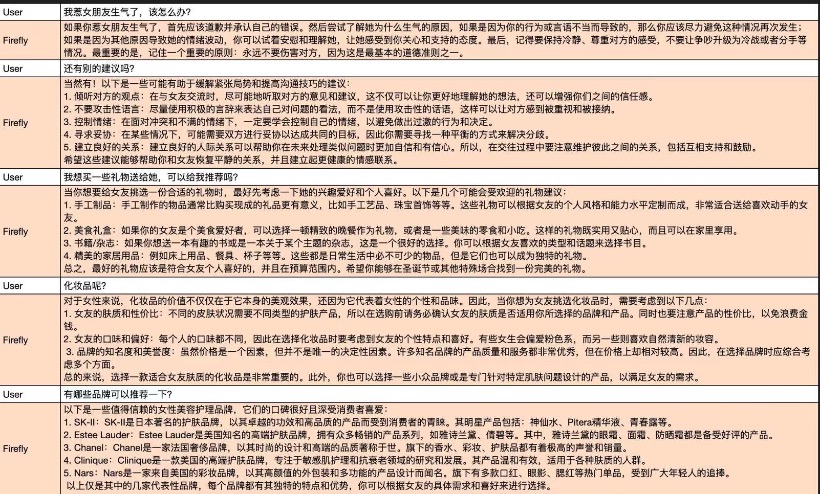 User 我惹女朋友生气了，该怎么办？
如果你惹女朋友生气了，首先应该道歉并承认自己的错误。然后尝试了解她为什么生气的原因，如果是因为你的行为或言语不当而导致的，那么你应该尽力避免这种情况再次发生；
Firefly 如果是因为其他原因导致她的情绪波动，你可以试着安慰和理解她，让她感受到你关心和支持的态度。最后，记得要保持冷静、尊重对方的感受，不要让争吵升级为冷战或者分手等
情况。最重要的是，记住一个重要的原则：永远不要伤害对方，因为这是最基本的道德准则之一。
User 还有别的建议吗？
当然有！以下是一些可能有助于缓解紧张局势和提高沟通技巧的建议：
1. 倾听对方的观点：在与女友交流时，尽可能地听取对方的意见和建议，这不仅可以让你更好地理解她的想法，还可以增强你们之间的信任感。
2. 不要攻击性语言：尽量使用积极的言辞来表达自己对问题的看法，而不是使用攻击性的话语，这样可以让对方感到被重视和被接纳。
Firefly 3. 控制情绪：在面对冲突和不满的情绪下，一定要学会控制自己的情绪，以避免做出过激的行为和决定。
4. 寻求妥协：在某些情况下，可能需要双方进行妥协以达成共同的目标，因此你需要寻找一种平衡的方式来解决分歧。
5. 建立良好的关系：建立良好的人际关系可以帮助你在未来处理类似问题时更加自信和有信心。所以，在交往过程中要注意维护彼此之间的关系，包括互相支持和鼓励。
希望这些建议能够帮助你和女友恢复平静的关系，并且建立起更健康的情感联系。
User 我想买一些礼物送给她，可以给我推荐吗？
当你想要给女友挑选一份合适的礼物时，最好先考虑一下她的兴趣爱好和个人喜好。以下是几个可能会受欢迎的礼物建议：
1. 手工制品：手工制作的物品通常比购买现成的礼品更有意义，比如手工艺品、珠宝首饰等等。这些礼物可以根据女友的个人风格和能力水平定制而成，非常适合送给喜欢动手的女
友。
Firefly 2. 美食礼盒：如果你的女友是个美食爱好者，可以选择一顿精致的晚餐作为礼物，或者是一些美味的零食和小吃。这样的礼物既实用又贴心，而且可以在家里享用。
3. 书籍/杂志：如果你想送一本有趣的书或是一本关于某个主题的杂志，这是一个很好的选择。你可以根据女友喜欢的类型和话题来选择书目。
4. 精美的家居用品：例如床上用品、餐具、杯子等等。这些都是日常生活中必不可少的物品，但是它们也可以成为独特的礼物。
总之，最好的礼物应该是符合女友个人喜好的，并且在预算范围内。希望你能够在圣诞节或其他特殊场合找到一份完美的礼物。
User 化妆品呢？
对于女性来说，化妆品的价值不仅仅在于它本身的美观效果，还因为它代表着女性的个性和品味。因此，当你想为女友挑选化妆品时，需要考虑到以下几点：
1. 女友的肤质和性价比：不同的皮肤状况需要不同类型的护肤产品，所以在选购前请务必确认女友的肤质是否适用你所选择的品牌和产品。同时也要注意产品的性价比，以免浪费金
钱。
Firefly 2. 女友的口味和偏好：每个人的口味都不同，因此在选择化妆品时要考虑到女友的个性特点和喜好。有些女生会偏爱粉色系，而另一些则喜欢自然清新的妆容。
3. 品牌的知名度和美誉度：虽然价格是一个因素，但并不是唯一的决定性因素。许多知名品牌的产品质量和服务都非常优秀，但在价格上却相对较高。因此，在选择品牌时应综合考
虑多个方面。
总的来说，选择一款适合女友肤质的化妆品是非常重要的。此外，你也可以选择一些小众品牌或是专门针对特定肌肤问题设计的产品，以满足女友的需求。
User 有哪些品牌可以推荐一下？
以下是一些值得信赖的女性美容护理品牌，它们的口碑很好且深受消费者喜爱：
1. SK-II：SK-II是日本著名的护肤品牌，以其卓越的功效和高品质的产品而受到消费者的青睐。其明星产品包括：神仙水、Pitera精华液、青春露等。
2. Estee Lauder：Estee Lauder是美国知名的高端护肤品牌，拥有众多畅销的产品系列，如雅诗兰黛、倩碧等。其中，雅诗兰黛的眼霜、面霜、防晒霜都是备受好评的产品。
Firefly 3. Chanel：Chanel是一家法国奢侈品牌，以其时尚的设计和高端的品质著称于世。旗下的香水、彩妆、护肤品都有着极高的声誉和销量。
4. Clinique：Clinique是一款美国的高端护肤品牌，专注于敏感肌护理和抗衰老领域的研究和发展。其产品温和有效，适用于各种肤质的人群。
5. Nars：Nars是一家来自美国的彩妆品牌，以其高颜值的外包装和多功能的产品设计而闻名。旗下有多款口红、眼影、腮红等热门单品，受到广大年轻人的追捧。
以上仅是其中的几家代表性品牌，每个品牌都有其独特的特点和优势，你可以根据女友的具体需求和喜好来进行选择。